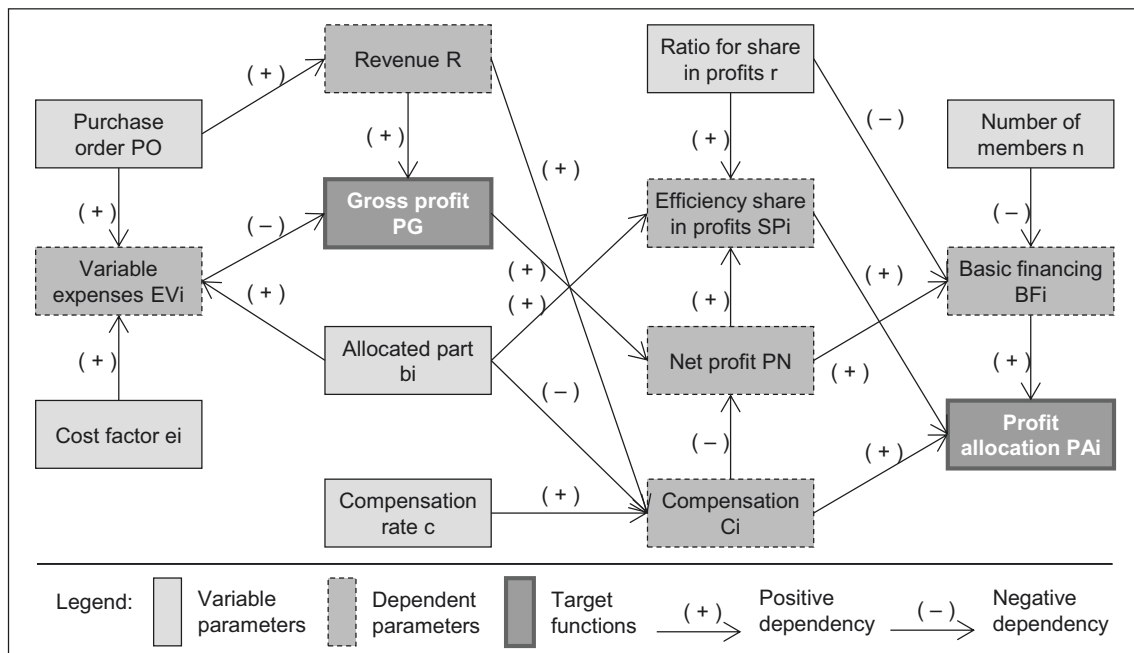 Revenue R
Ratio for share
in profits r
( + )
Purchase
order PO
( + )
( + )
( − )
Number of
members n
( + )
( + )
Gross profit
PG
Efficiency share
in profits SPi
( + )
( − )
( − )
Variable
expenses EVi
( + )
( + )
( + )
( + )
( + )
Basic financing
BFi
Allocated part
bi
Net profit PN
( + )
( + )
( + )
Cost factor ei
( − )
( − )
Profit
allocation PAi
( + )
Compensation
rate c
( + )
Compensation
Ci
Legend:
Variable
parameters
Dependent
parameters
Target
functions
( + )
Positive
dependency
( − )
Negative
dependency